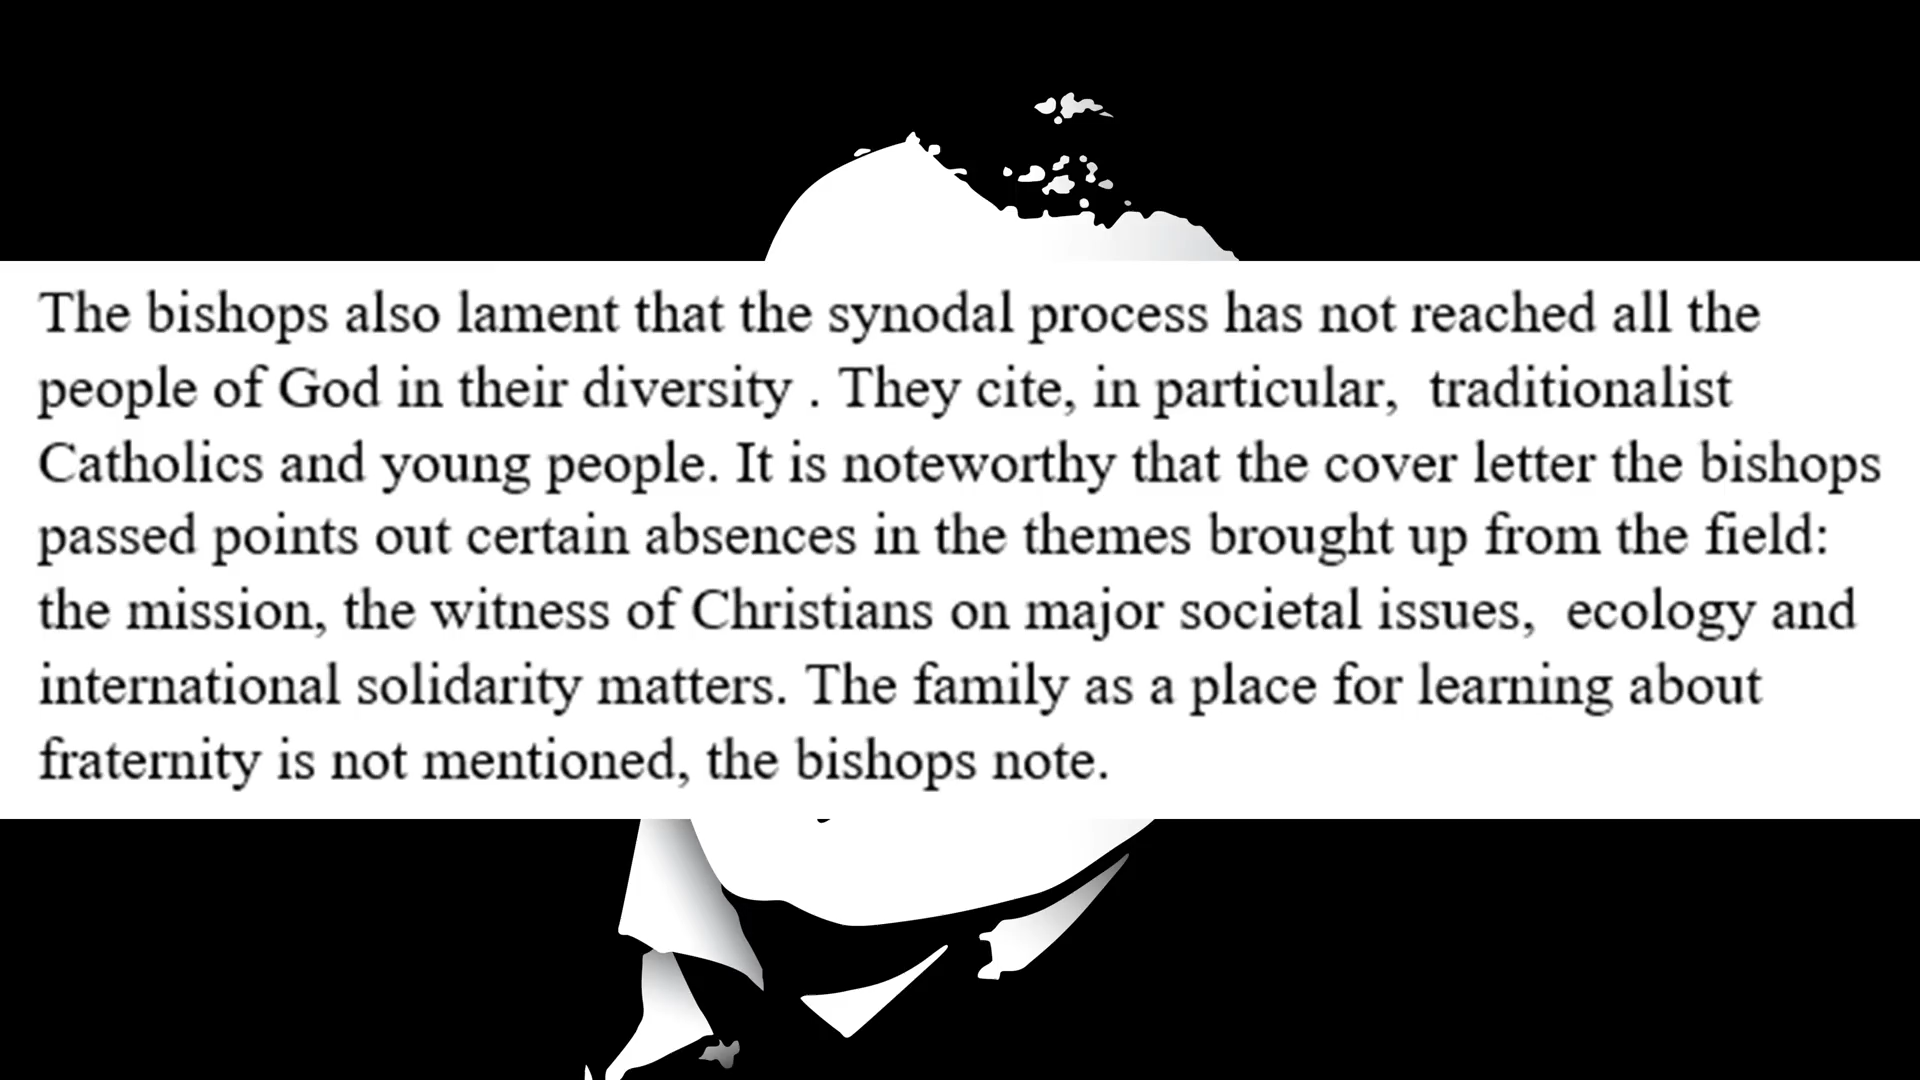 The bishops also lament that the synodal process has not reached all the
people of God in their diversity . They cite, in particular,  traditionalist
Catholics and young people. It is noteworthy that the cover letter the bishops
passed points out certain absences in the themes brought up from the field:
the mission, the witness of Christians on major societal issues,  ecology and
international solidarity matters. The family as a place for learning about
fraternity is not mentioned, the bishops note.